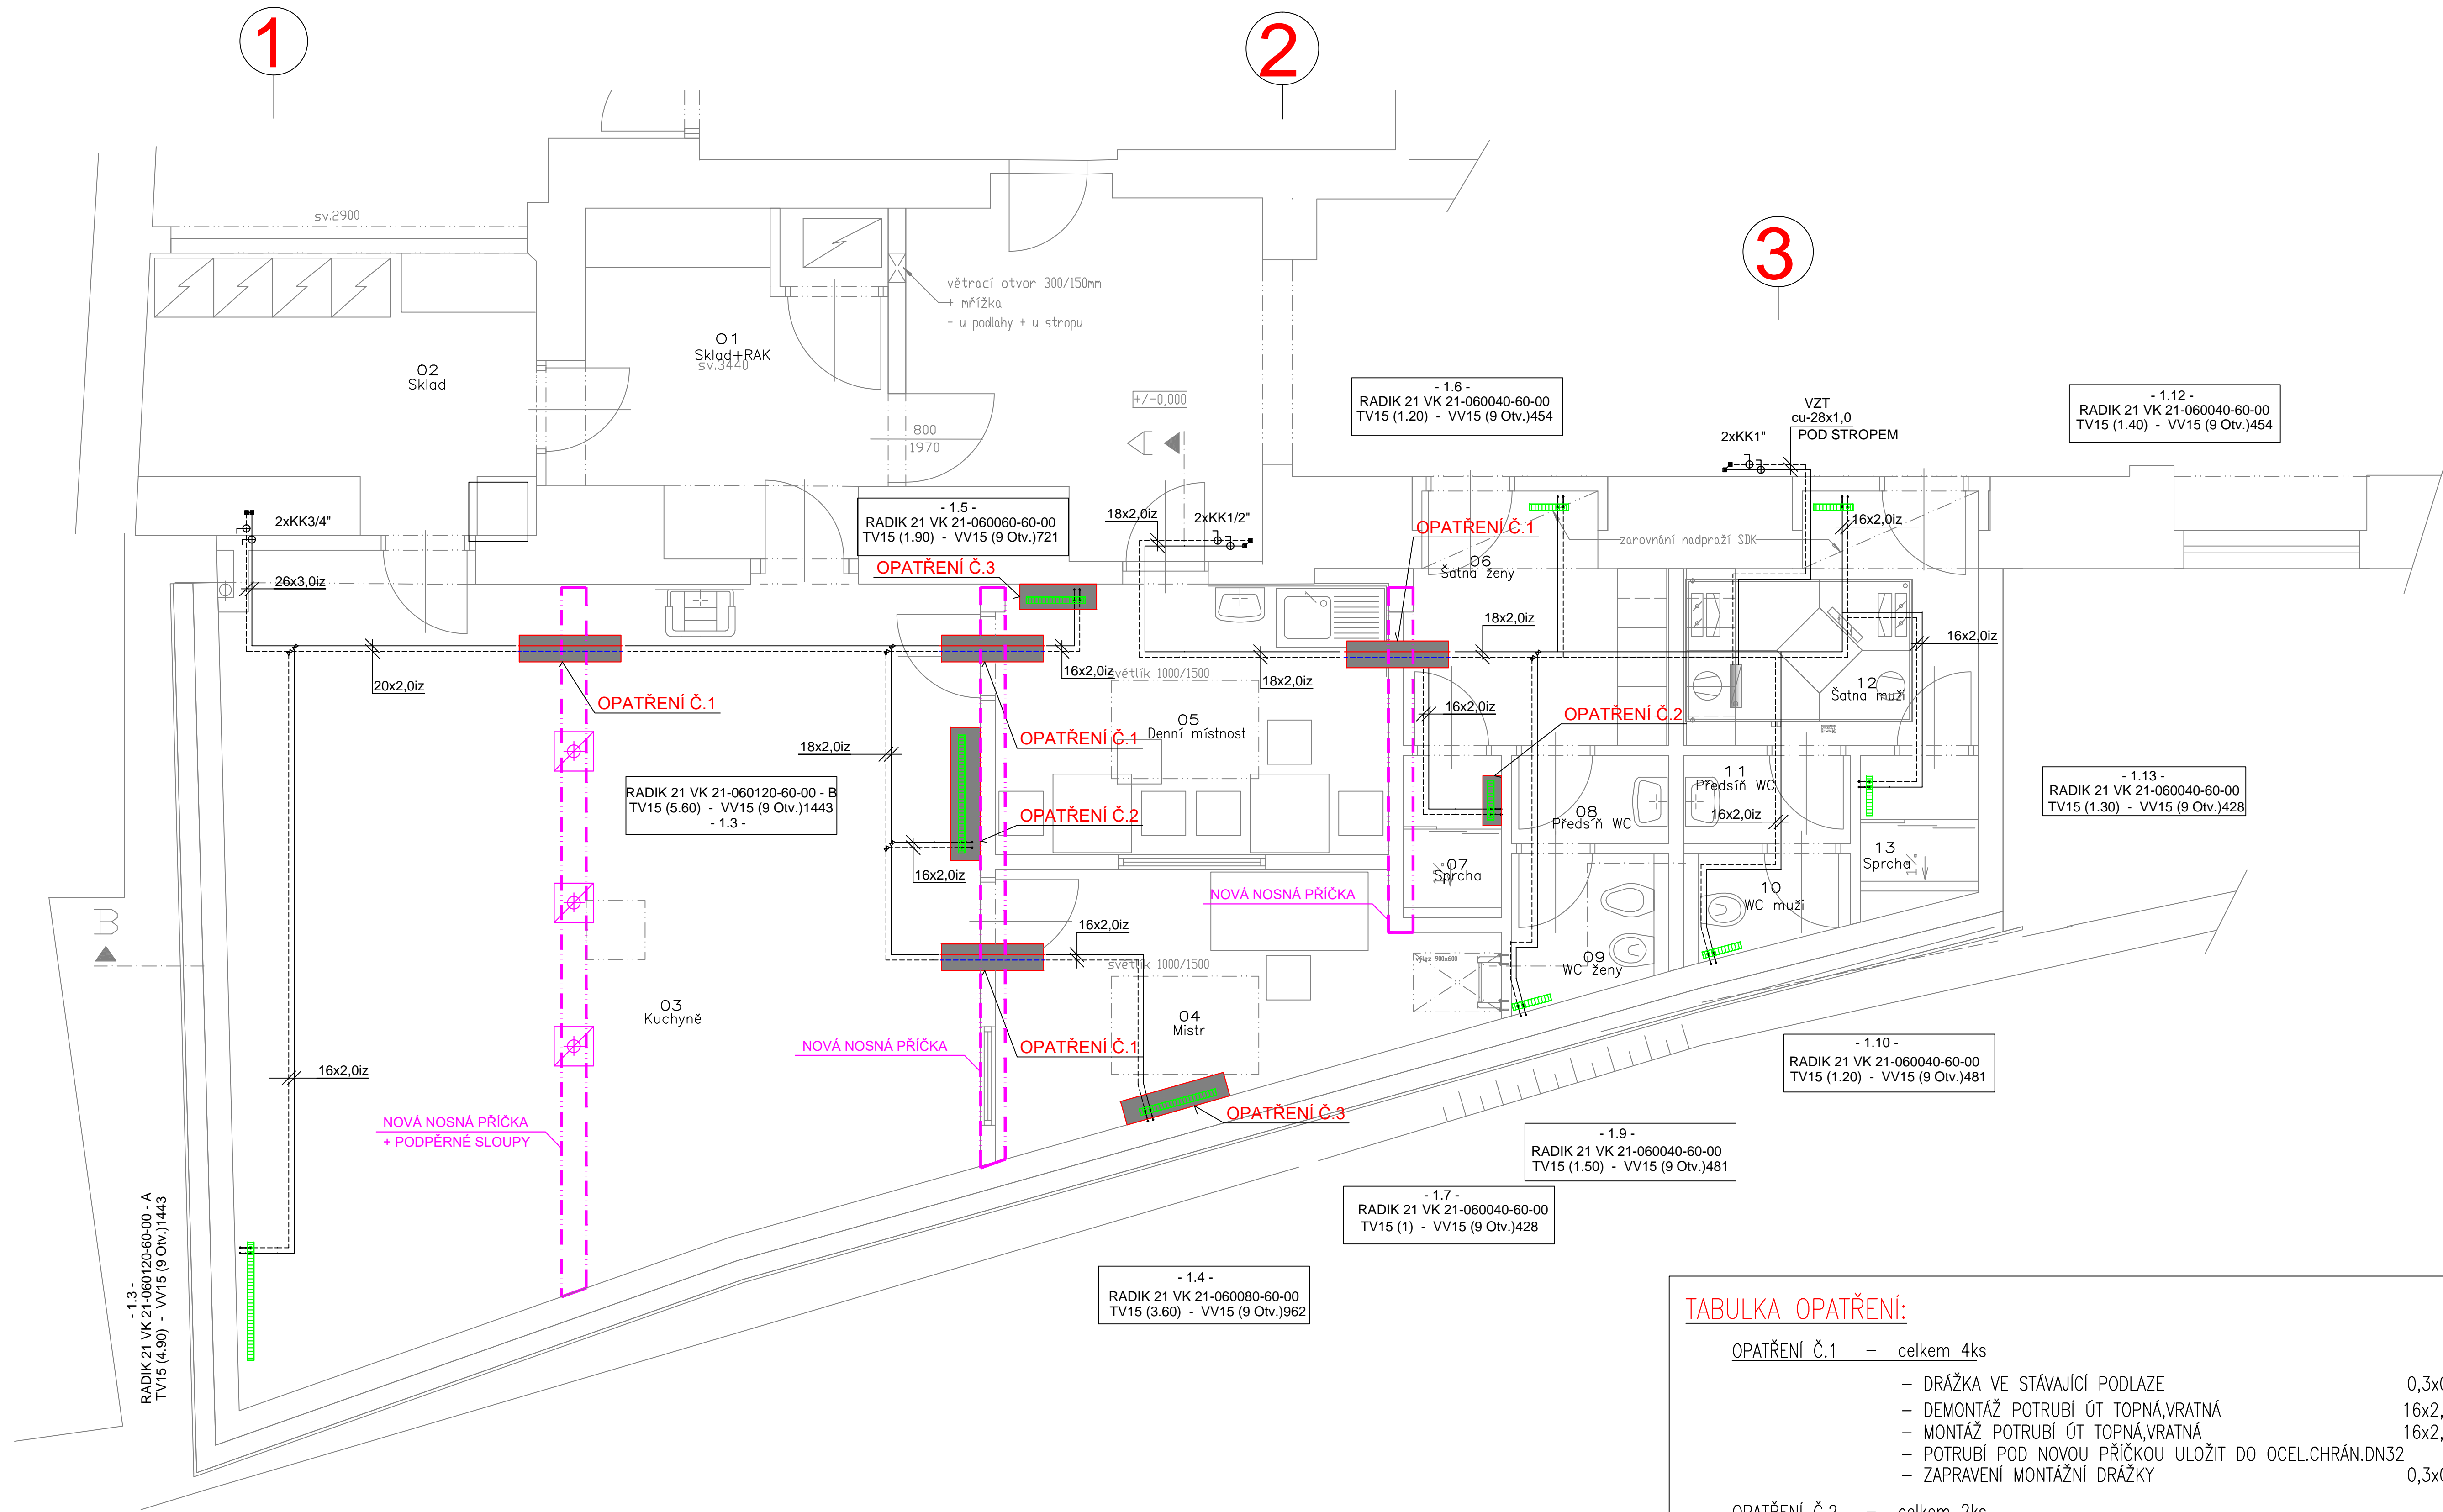 1
2
3
sv.2900
větrací otvor 300/150mm
+ mřížka
- u podlahy + u stropu
01
Sklad+RAK
sv.3440
02
Sklad
+/-0,000
800
1970
A
- 1.6 -
RADIK 21 VK 21-060040-60-00
TV15 (1.20) - VV15 (9 Otv.)454
VZT
cu-28x1,0
POD STROPEM
2xKK1"
- 1.12 -
RADIK 21 VK 21-060040-60-00
TV15 (1.40) - VV15 (9 Otv.)454
2xKK3/4"
- 1.5 -
RADIK 21 VK 21-060060-60-00
TV15 (1.90) - VV15 (9 Otv.)721
18x2,0iz
2xKK1/2"
OPATŘENÍ Č.1
16x2,0iz
zarovnání nadpraží SDK
OPATŘENÍ Č.3
06
Šatna ženy
26x3,0iz
18x2,0iz
16x2,0iz
20x2,0iz
16x2,0iz
světlík 1000/1500
18x2,0iz
12
Šatna muži
OPATŘENÍ Č.1
16x2,0iz
OPATŘENÍ Č.2
05
Denní místnost
OPATŘENÍ Č.1
18x2,0iz
RADIK 21 VK 21-060120-60-00 - B
TV15 (5.60) - VV15 (9 Otv.)1443
- 1.3 -
11
Předsíň WC
- 1.13 -
RADIK 21 VK 21-060040-60-00
TV15 (1.30) - VV15 (9 Otv.)428
OPATŘENÍ Č.2
08
Předsíň WC
16x2,0iz
16x2,0iz
07
Sprcha
13
Sprcha
NOVÁ NOSNÁ PŘÍČKA
10
WC muži
B
16x2,0iz
světlík 1000/1500
výlez 900x600
09
WC ženy
03
Kuchyně
04
Mistr
NOVÁ NOSNÁ PŘÍČKA
OPATŘENÍ Č.1
- 1.10 -
RADIK 21 VK 21-060040-60-00
TV15 (1.20) - VV15 (9 Otv.)481
16x2,0iz
NOVÁ NOSNÁ PŘÍČKA
+ PODPĚRNÉ SLOUPY
OPATŘENÍ Č.3
- 1.9 -
RADIK 21 VK 21-060040-60-00
TV15 (1.50) - VV15 (9 Otv.)481
- 1.7 -
RADIK 21 VK 21-060040-60-00
TV15 (1) - VV15 (9 Otv.)428
- 1.3 -
RADIK 21 VK 21-060120-60-00 - A
TV15 (4.90) - VV15 (9 Otv.)1443
- 1.4 -
RADIK 21 VK 21-060080-60-00
TV15 (3.60) - VV15 (9 Otv.)962
TABULKA OPATŘENÍ:
OPATŘENÍ Č.1 - celkem 4ks
- DRÁŽKA VE STÁVAJÍCÍ PODLAZE 0,3x
- DEMONTÁŽ POTRUBÍ ÚT TOPNÁ,VRATNÁ 16x2,
- MONTÁŽ POTRUBÍ ÚT TOPNÁ,VRATNÁ 16x2,
- POTRUBÍ POD NOVOU PŘÍČKOU ULOŽIT DO OCEL.CHRÁN.DN32
- ZAPRAVENÍ MONTÁŽNÍ DRÁŽKY 0,3x
OPATŘENÍ Č.2 - celkem 2ks